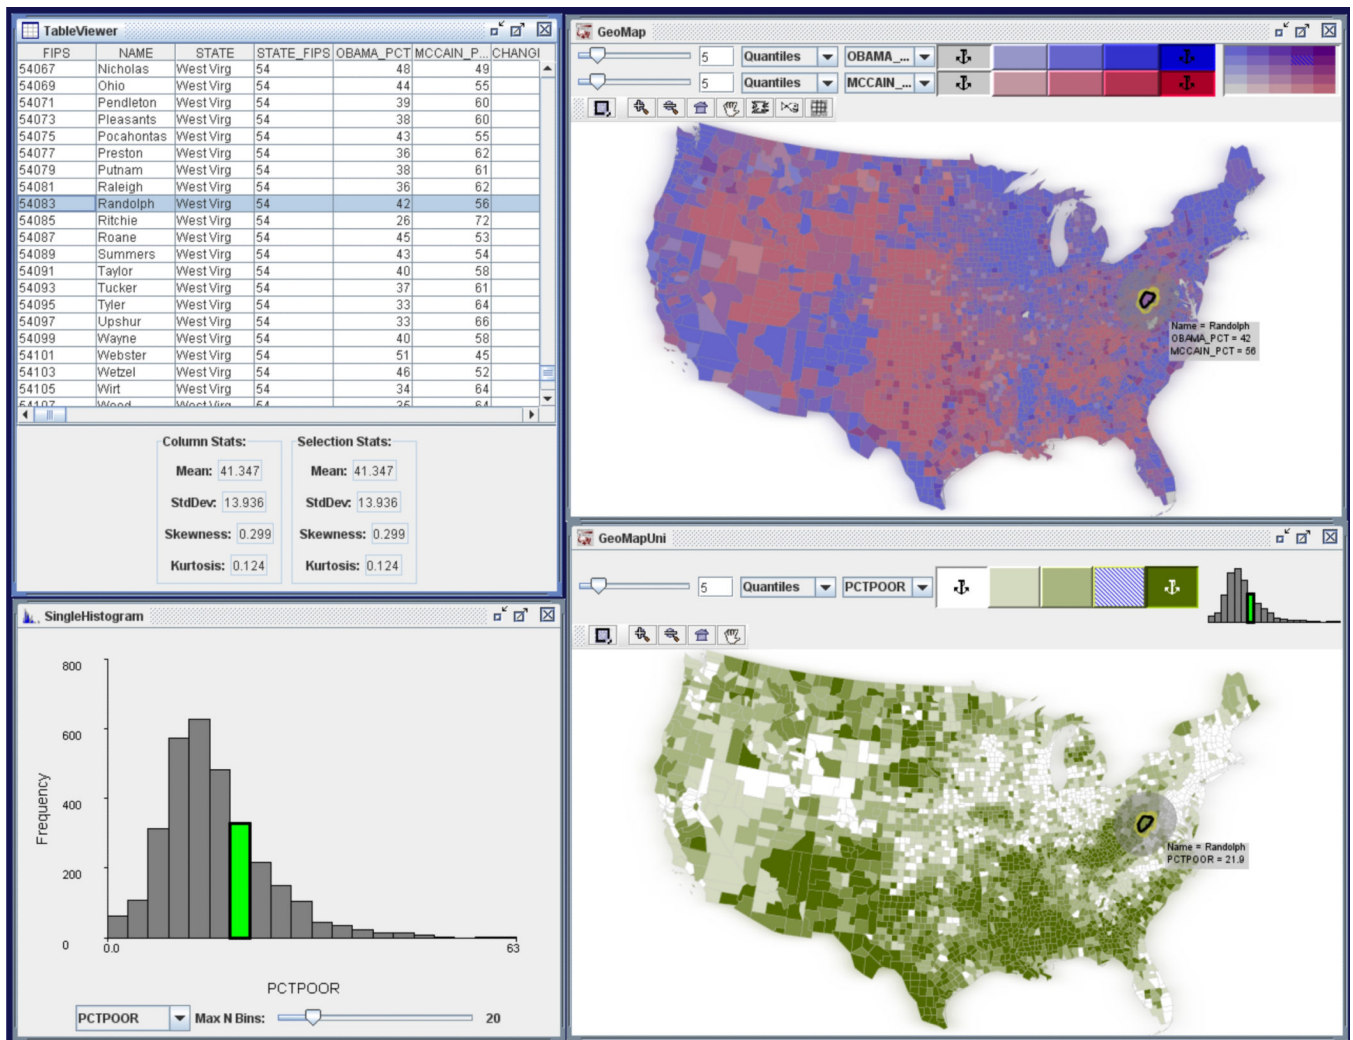 TableViewer
FIPS NAME STATE STATE_FIPS OBAMA_PCT MCCAIN_P... CHANGI
54067 Nicholas West Virg 54 48 49
54069 Ohio West Virg 54 44 55
54071 Pendleton West Virg 54 39 60
54073 Pleasants West Virg 54 38 60
54075 Pocahontas West Virg 54 43 55
54077 Preston West Virg 54 36 62
54079 Putnam West Virg 54 38 61
54081 Raleigh West Virg 54 36 62
54083 Randolph West Virg 54 42 56
54085 Ritchie West Virg 54 26 72
54087 Roane West Virg 54 45 53
54089 Summers West Virg 54 43 54
54091 Taylor West Virg 54 40 58
54093 Tucker West Virg 54 37 61
54095 Tyler West Virg 54 33 64
54097 Upshur West Virg 54 33 66
54099 Wayne West Virg 54 40 58
54101 Webster West Virg 54 51 45
54103 Wetzel West Virg 54 46 52
54105 Wirt West Virg 54 34 64
54107 Wood West Virg 54 35 64
Column Stats: Selection Stats:
Mean: 41.347 Mean: 41.347
StdDev: 13.936 StdDev: 13.936
Skewness: 0.299 Skewness: 0.299
Kurtosis: 0.124 Kurtosis: 0.124
GeoMap
5 Quantiles OBAMA_...
5 Quantiles MCCAIN_...
Name = Randolph
OBAMA_PCT = 42
MCCAIN_PCT = 56
SingleHistogram
800
600
400
200
0
Frequency
0.0 63
PCTPOOR
PCTPOOR Max N Bins: 20
GeoMapUni
5 Quantiles PCTPOOR
Name = Randolph
PCTPOOR = 21.9